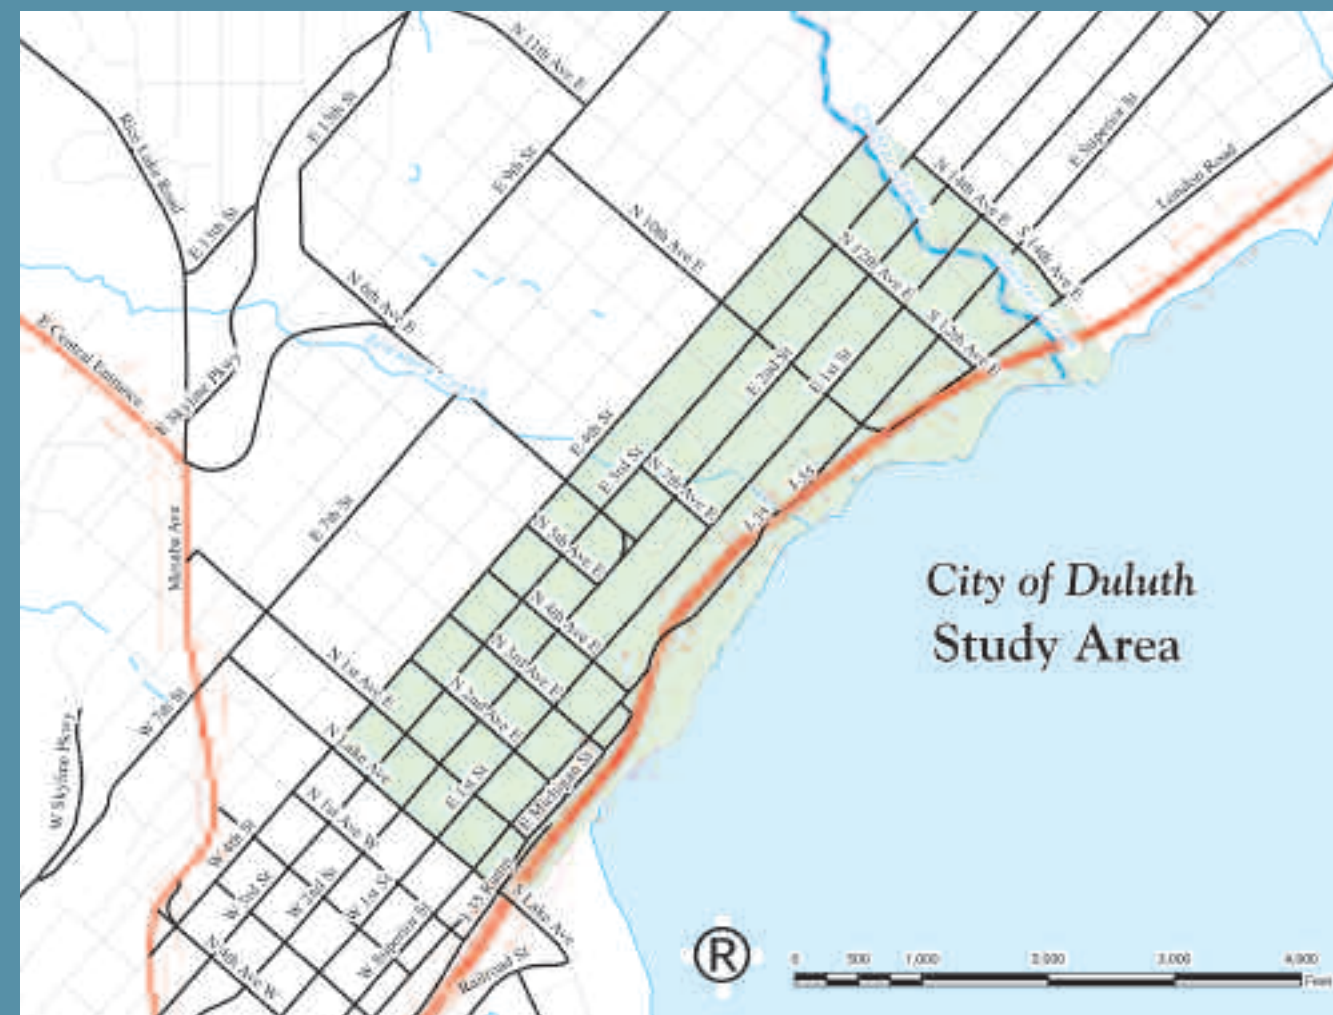 N 11th Ave E
E 13th St
Rice Lake Road
E 9th St
E Superior St
London Road
N 14th Ave E
S 14th Ave E
E 13th St
N 10th Ave E
N 12th Ave E
S 12th Ave E
N 6th Ave E
E Central Entrance
E Skyline Pkwy
E 2nd St
E 1st St
E 4th St
E 3rd St
N 7th Ave E
I-35
I-35
E 7th St
Mesaba Ave
N 5th Ave E
City of Duluth
Study Area
N 4th Ave E
N 3rd Ave E
N 1st Ave E
N 2nd Ave E
W 7th St
W Skyline Pkwy
N Lake Ave
E 1st St
E Michigan St
N 1st Ave W
W 4th St
W 3rd St
W 2nd St
W 1st St
W Superior St
I-35 Ramp
S Lake Ave
Railroad St
N 4th Ave W
®
0 500 1,000 2,000 3,000 4,000
Feet